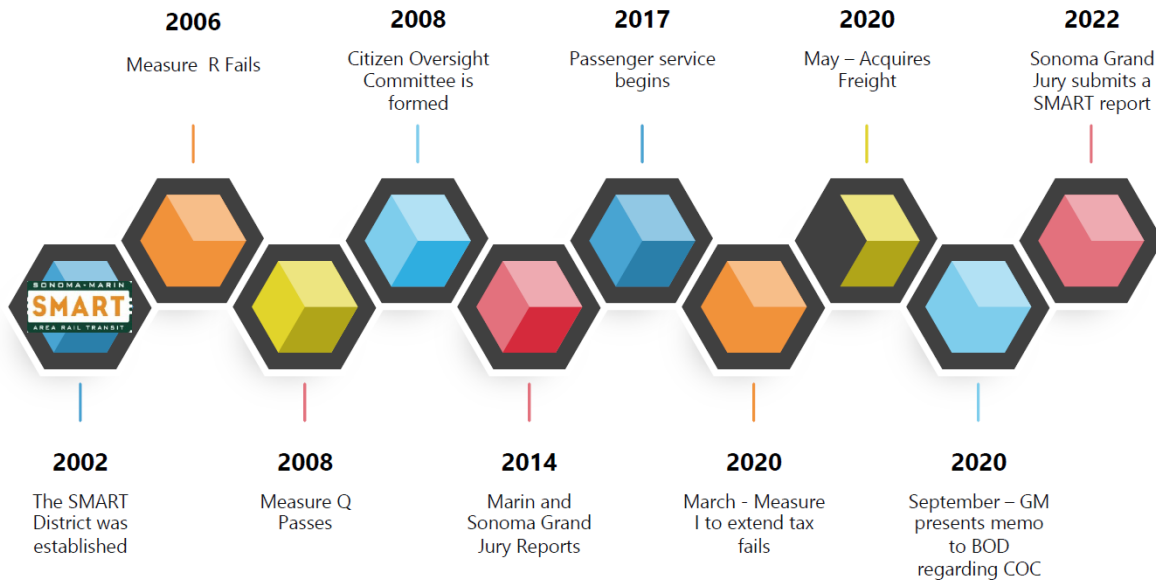 2006
Measure R Fails
2008
Citizen Oversight
Committee is
formed
2017
Passenger service
begins
2020
May – Acquires
Freight
2022
Sonoma Grand
Jury submits a
SMART report
SONOMA-MARIN
SMART
AREA RAIL TRANSIT
2002
The SMART
District was
established
2008
Measure Q
Passes
2014
Marin and
Sonoma Grand
Jury Reports
2020
March - Measure
I to extend tax
fails
2020
September – GM
presents memo
to BOD
regarding COC